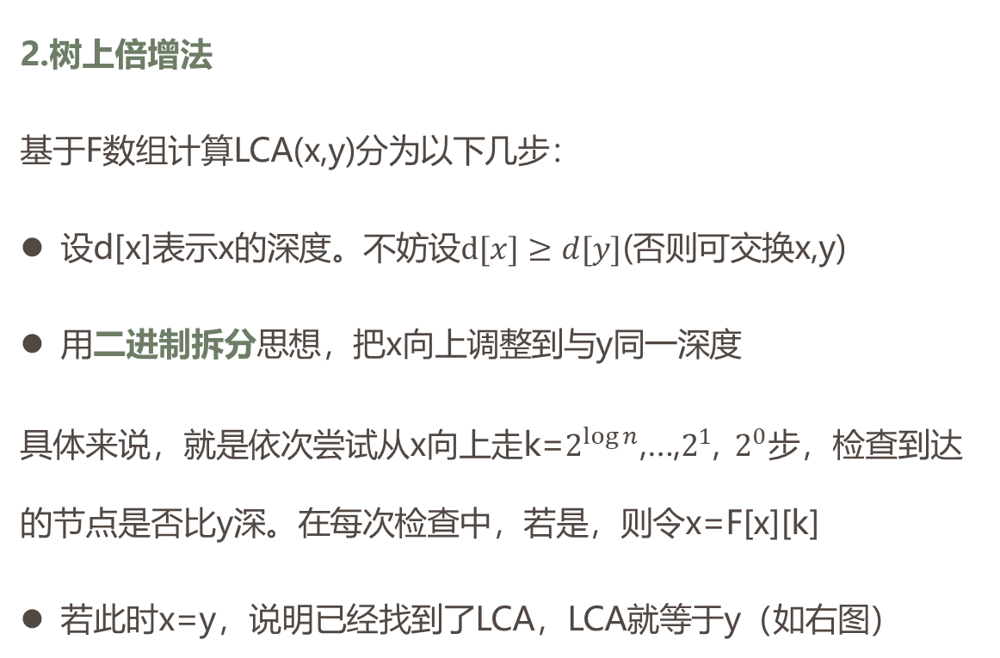 2.树上倍增法
基于F数组计算LCA(x,y)分为以下几步：
● 设d[x]表示x的深度。不妨设d[x] ≥ d[y](否则可交换x,y)
● 用二进制拆分思想，把x向上调整到与y同一深度
具体来说，就是依次尝试从x向上走k=2^{log n},…,2^1, 2^0步，检查到达
的节点是否比y深。在每次检查中，若是，则令x=F[x][k]
● 若此时x=y，说明已经找到了LCA，LCA就等于y（如右图）